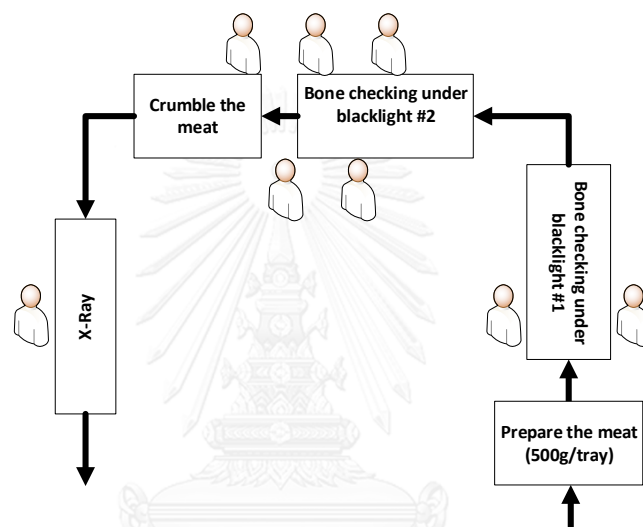 Crumble the
meat
Bone checking under
blacklight #2
Bone checking under
blacklight #1
X-Ray
Prepare the meat
(500g/tray)